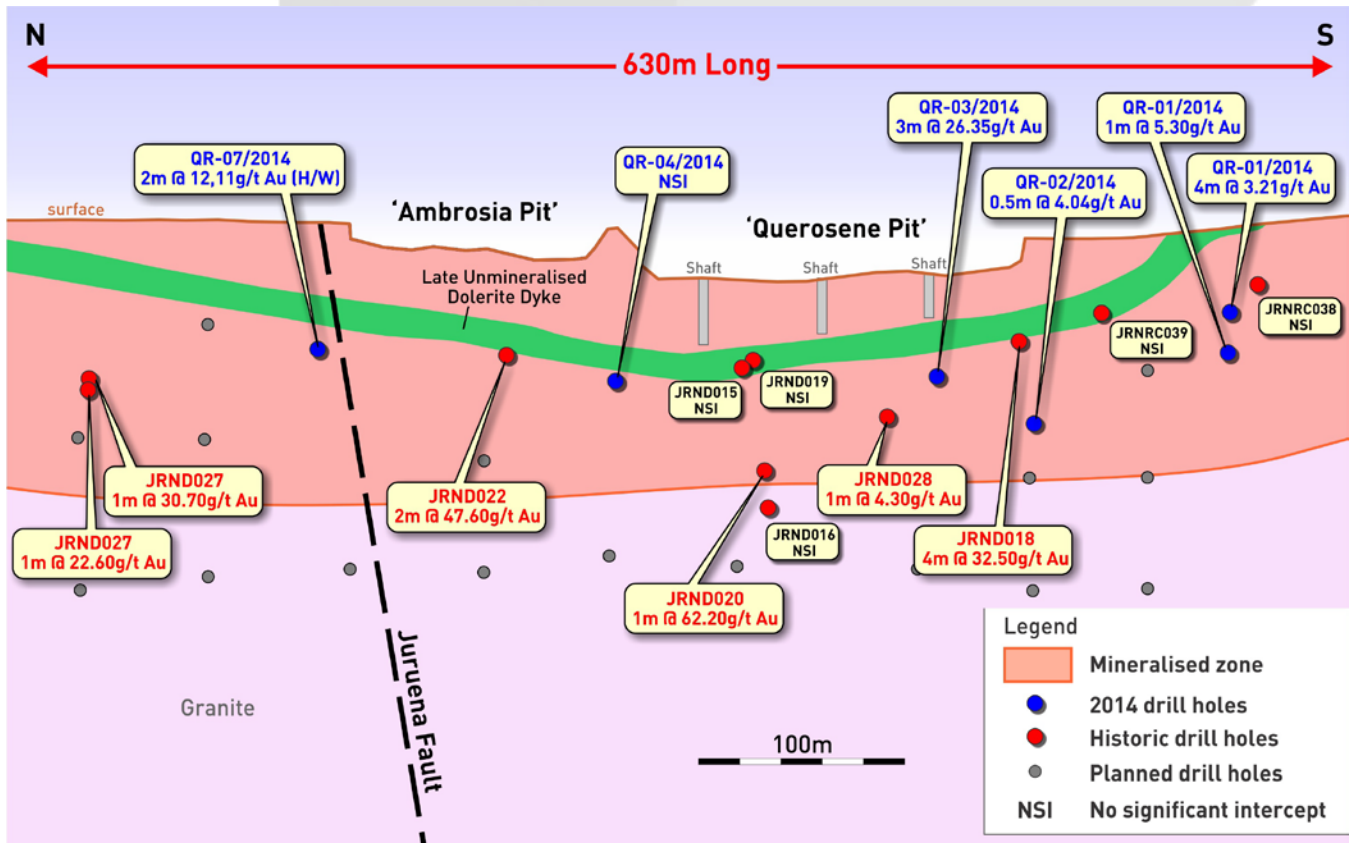 N
S
630m Long
QR-03/2014
3m @ 26.35g/t Au
QR-01/2014
1m @ 5.30g/t Au
QR-07/2014
2m @ 12,11g/t Au (H/W)
QR-04/2014
NSI
QR-02/2014
0.5m @ 4.04g/t Au
QR-01/2014
4m @ 3.21g/t Au
surface
'Ambrosia Pit'
'Querosene Pit'
Late Unmineralised
Dolerite Dyke
Shaft
Shaft
Shaft
JRNRC038
NSI
JRNRC039
NSI
JRND015
NSI
JRND019
NSI
JRND027
1m @ 30.70g/t Au
JRND022
2m @ 47.60g/t Au
JRND028
1m @ 4.30g/t Au
JRND027
1m @ 22.60g/t Au
JRND016
NSI
JRND018
4m @ 32.50g/t Au
JRND020
1m @ 62.20g/t Au
Juruena Fault
Granite
100m
Legend
Mineralised zone
2014 drill holes
Historic drill holes
Planned drill holes
NSI No significant intercept